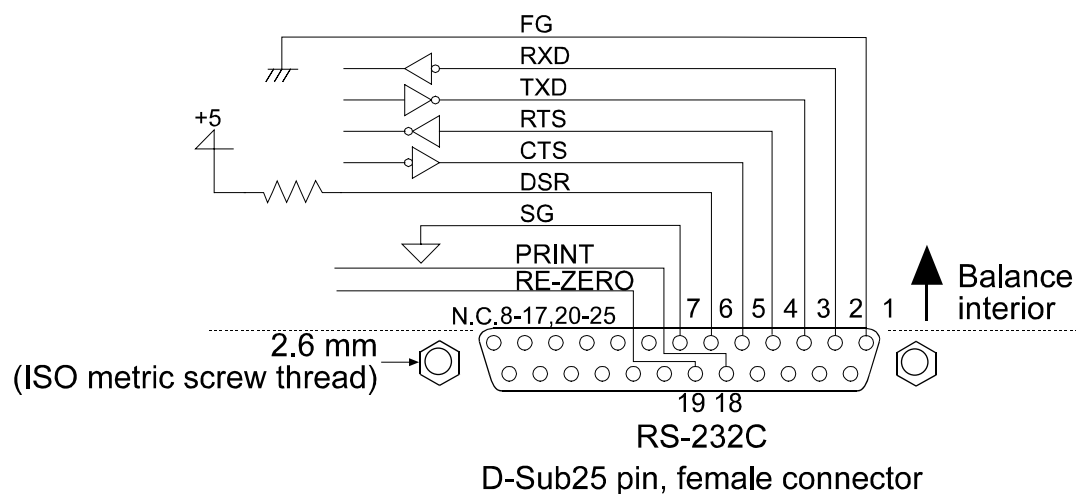 FG
RXD
TXD
RTS
+5
CTS
DSR
SG
PRINT
RE-ZERO
N.C.8-17,20-25
7 6 5 4 3 2 1
Balance
interior
2.6 mm
(ISO metric screw thread)
19 18
RS-232C
D-Sub25 pin, female connector